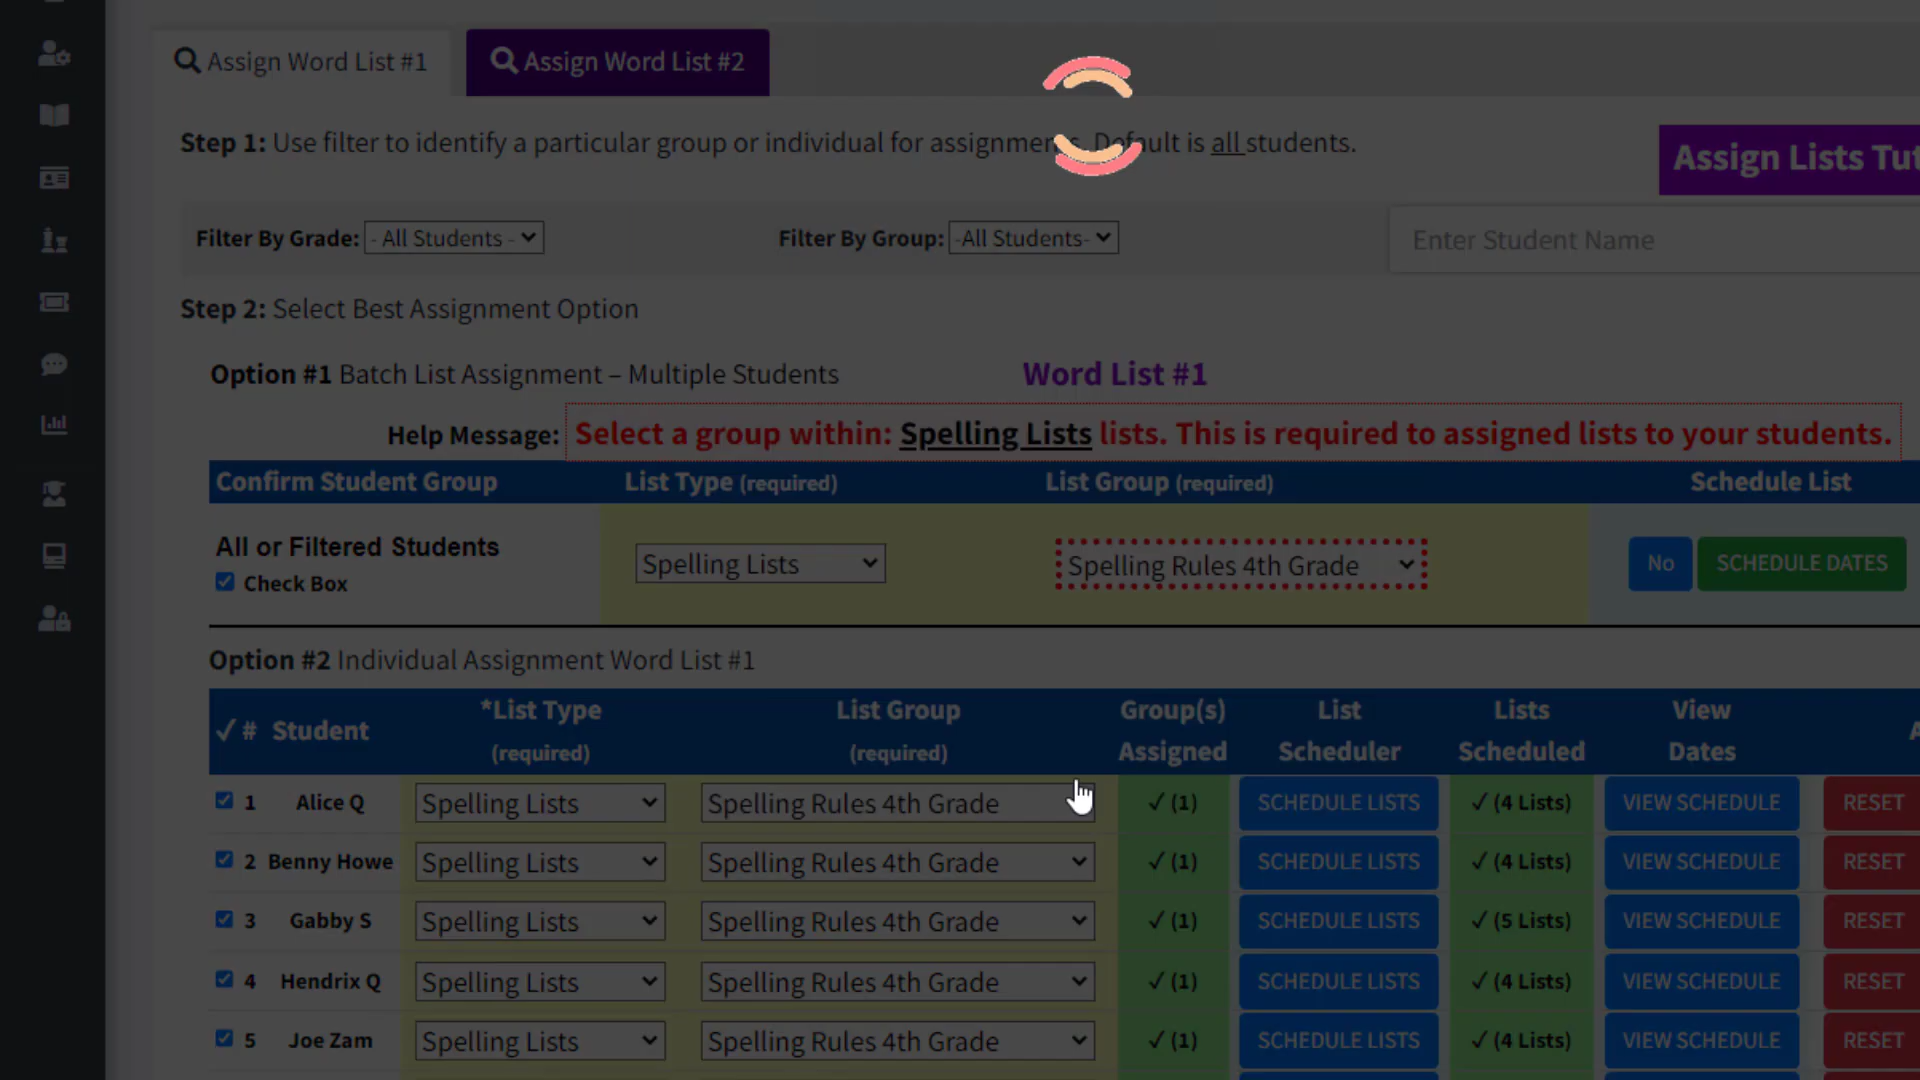 Assign Word List #1
Assign Word List #2
Step 1: Use filter to identify a particular group or individual for assignments. Default is all students.
Assign Lists
Filter By Grade: - All Students -
Filter By Group: -All Students-
Enter Student Name
Step 2: Select Best Assignment Option
Option #1 Batch List Assignment – Multiple Students
Word List #1
Help Message: Select a group within: Spelling Lists lists. This is required to assigned lists to your students.
Confirm Student Group List Type (required) List Group (required) Schedule List
All or Filtered Students
Check Box
Spelling Lists
Spelling Rules 4th Grade
No
SCHEDULE DATES
Option #2 Individual Assignment Word List #1
✓ # Student *List Type (required) List Group (required) Group(s) Assigned List Scheduler Lists Scheduled View Dates
1 Alice Q Spelling Lists Spelling Rules 4th Grade ✓ (1) SCHEDULE LISTS ✓ (4 Lists) VIEW SCHEDULE RESET
2 Benny Howe Spelling Lists Spelling Rules 4th Grade ✓ (1) SCHEDULE LISTS ✓ (4 Lists) VIEW SCHEDULE RESET
3 Gabby S Spelling Lists Spelling Rules 4th Grade ✓ (1) SCHEDULE LISTS ✓ (5 Lists) VIEW SCHEDULE RESET
4 Hendrix Q Spelling Lists Spelling Rules 4th Grade ✓ (1) SCHEDULE LISTS ✓ (4 Lists) VIEW SCHEDULE RESET
5 Joe Zam Spelling Lists Spelling Rules 4th Grade ✓ (1) SCHEDULE LISTS ✓ (4 Lists) VIEW SCHEDULE RESET